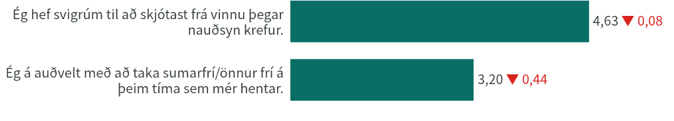 Ég hef svigrúm til að skjótast frá vinnu þegar
nauðsyn krefur.
4,63 ▼ 0,08
Ég á auðvelt með að taka sumarfrí/önnur frí á
þeim tíma sem mér hentar.
3,20 ▼ 0,44